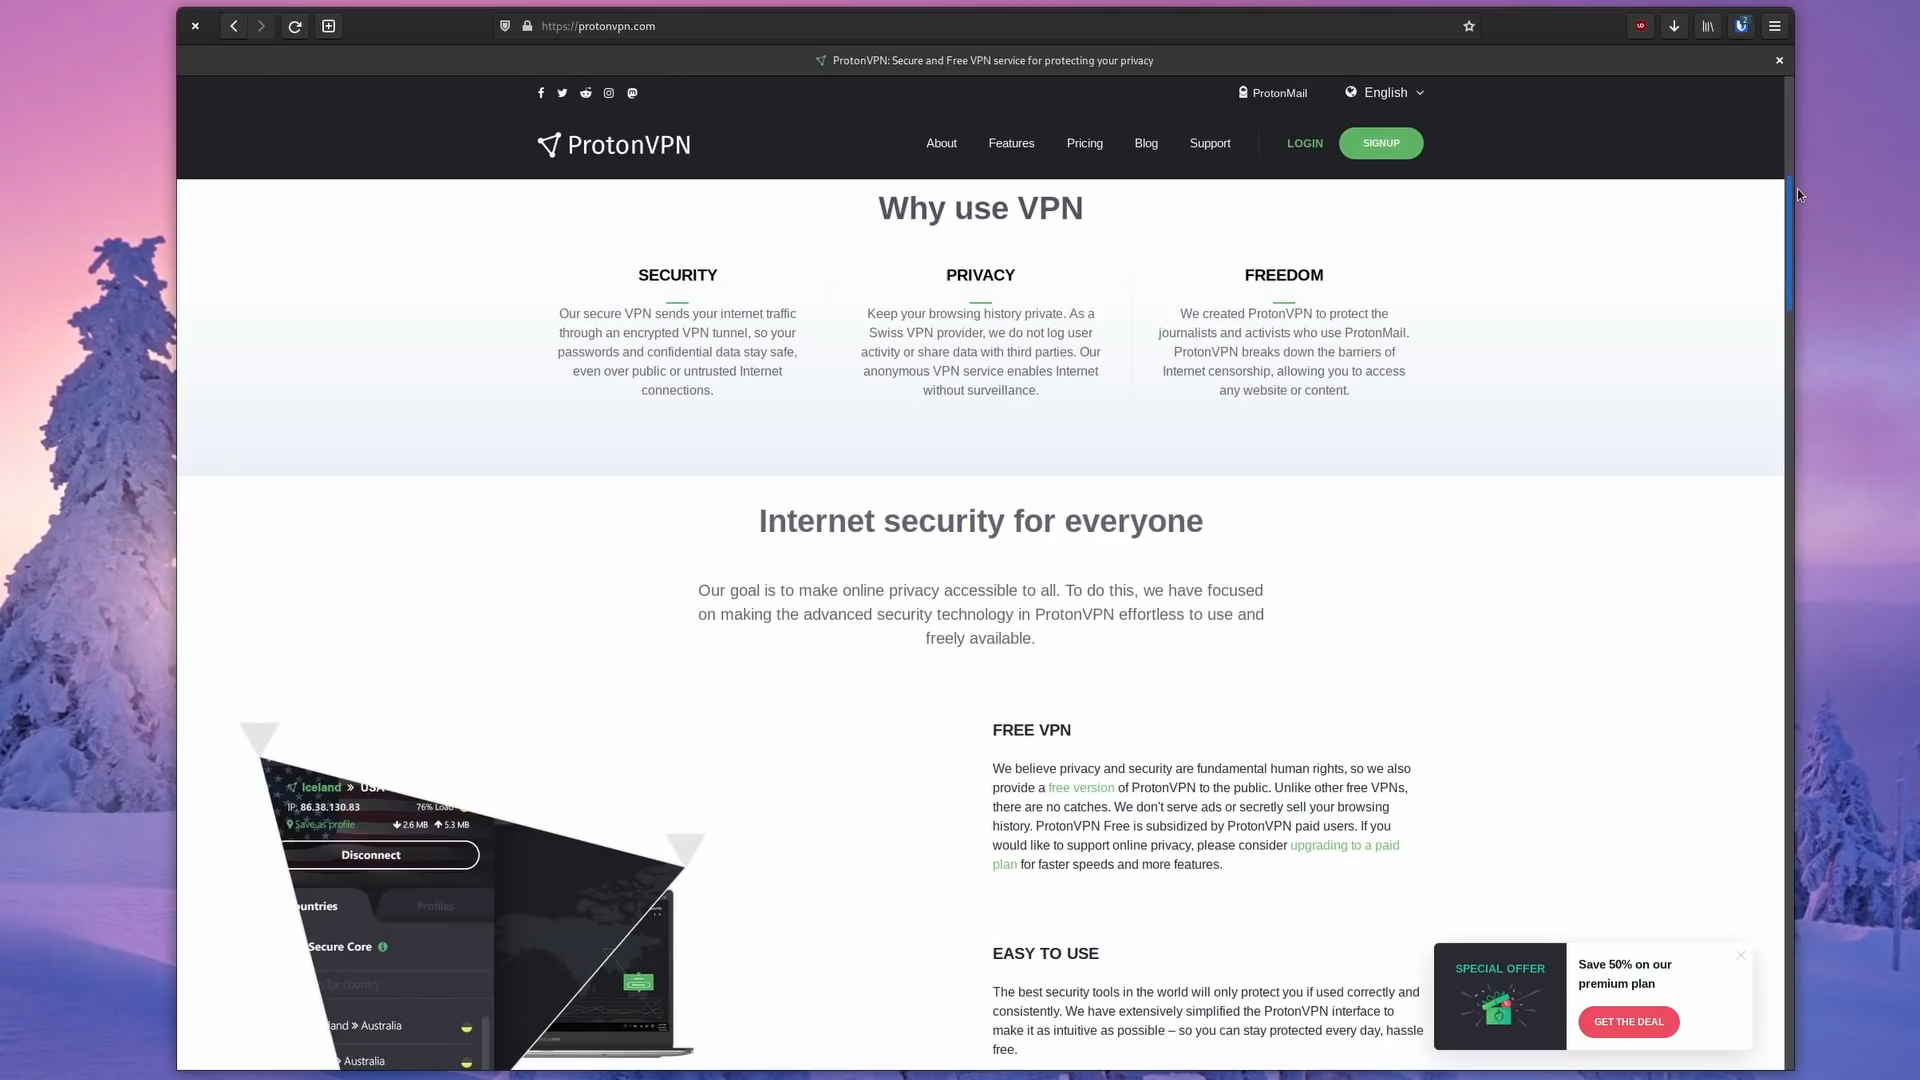 https://protonvpn.com
2
ProtonVPN: Secure and Free VPN service for protecting your privacy
ProtonMail
English
ProtonVPN
About
Features
Pricing
Blog
Support
LOGIN
SIGNUP
Why use VPN
SECURITY
Our secure VPN sends your internet traffic
through an encrypted VPN tunnel, so your
passwords and confidential data stay safe,
even over public or untrusted Internet
connections.
PRIVACY
Keep your browsing history private. As a
Swiss VPN provider, we do not log user
activity or share data with third parties. Our
anonymous VPN service enables Internet
without surveillance.
FREEDOM
We created ProtonVPN to protect the
journalists and activists who use ProtonMail.
ProtonVPN breaks down the barriers of
Internet censorship, allowing you to access
any website or content.
Internet security for everyone
Our goal is to make online privacy accessible to all. To do this, we have focused
on making the advanced security technology in ProtonVPN effortless to use and
freely available.
Iceland » USA
IP: 86.38.130.83
76% Load
Save as profile
2.6 MB
5.3 MB
Disconnect
ountries
Profiles
Secure Core
for country
land » Australia
Australia
FREE VPN
We believe privacy and security are fundamental human rights, so we also
provide a free version of ProtonVPN to the public. Unlike other free VPNs,
there are no catches. We don't serve ads or secretly sell your browsing
history. ProtonVPN Free is subsidized by ProtonVPN paid users. If you
would like to support online privacy, please consider upgrading to a paid
plan for faster speeds and more features.
EASY TO USE
The best security tools in the world will only protect you if used correctly and
consistently. We have extensively simplified the ProtonVPN interface to
make it as intuitive as possible – so you can stay protected every day, hassle
free.
SPECIAL OFFER
Save 50% on our
premium plan
GET THE DEAL